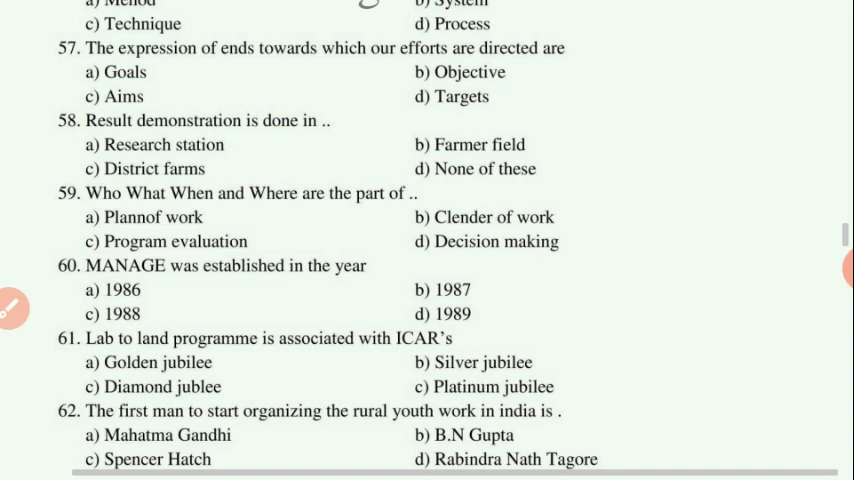 a) Mehod b) System
c) Technique d) Process
57. The expression of ends towards which our efforts are directed are
a) Goals b) Objective
c) Aims d) Targets
58. Result demonstration is done in ..
a) Research station b) Farmer field
c) District farms d) None of these
59. Who What When and Where are the part of ..
a) Plannof work b) Clender of work
c) Program evaluation d) Decision making
60. MANAGE was established in the year
a) 1986 b) 1987
c) 1988 d) 1989
61. Lab to land programme is associated with ICAR’s
a) Golden jubilee b) Silver jubilee
c) Diamond jublee c) Platinum jubilee
62. The first man to start organizing the rural youth work in india is .
a) Mahatma Gandhi b) B.N Gupta
c) Spencer Hatch d) Rabindra Nath Tagore